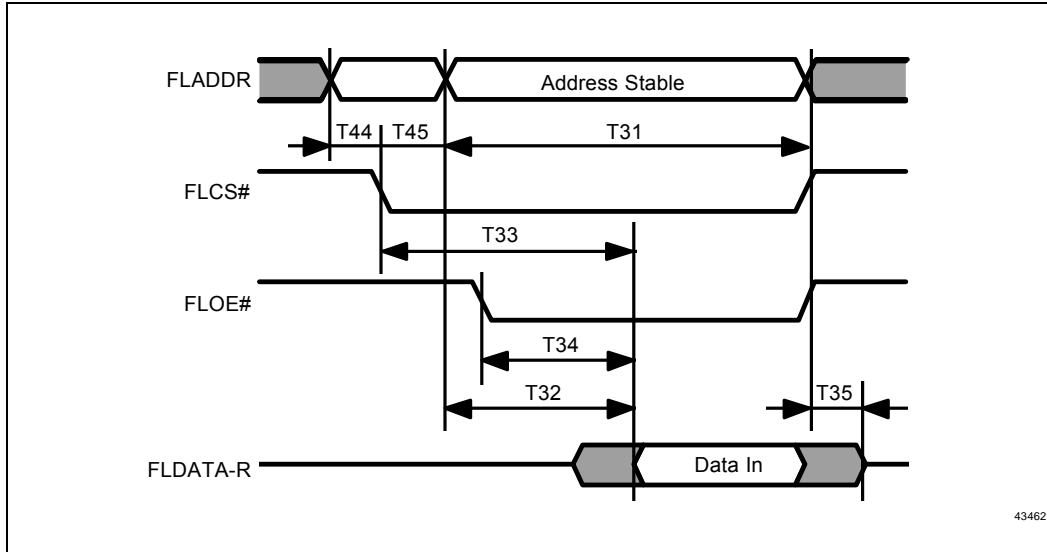 FLADDR
Address Stable
T44
T45
T31
FLCS#
T33
FLOE#
T34
T32
T35
FLDATA-R
Data In
43462